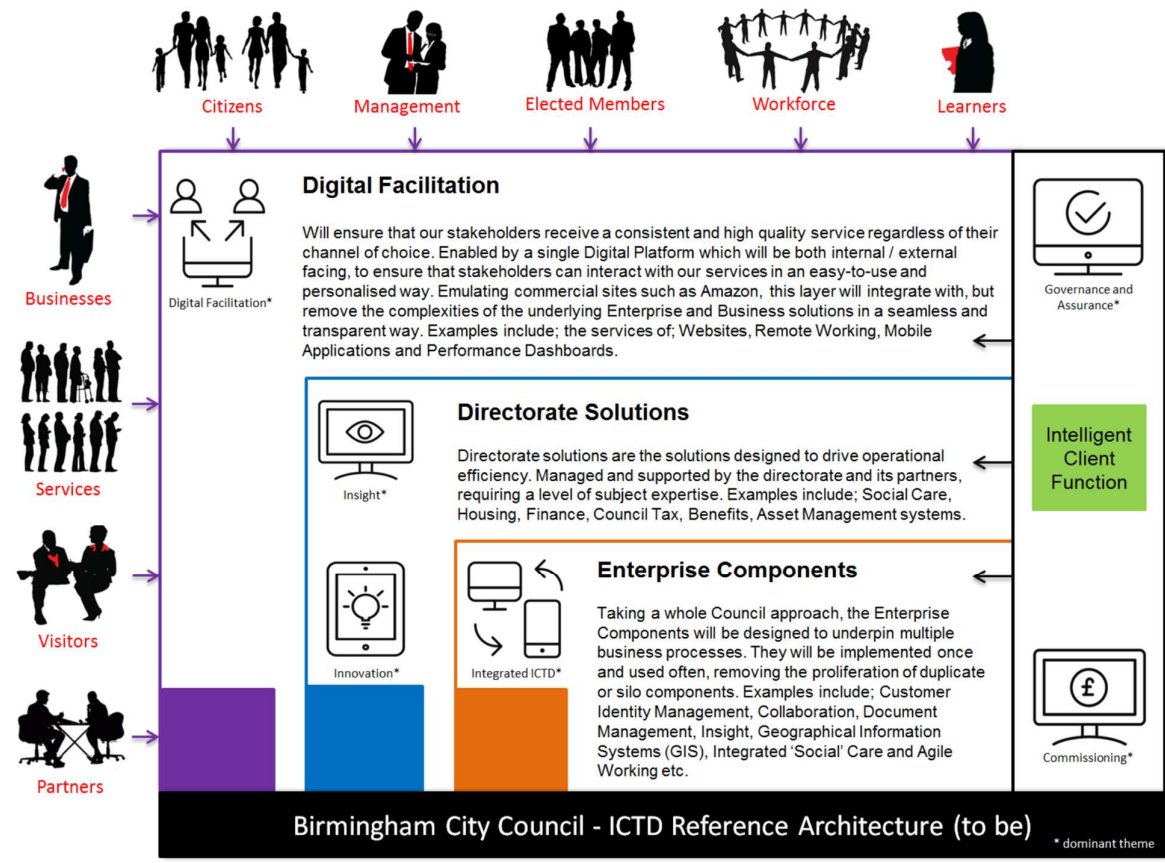 Citizens
Management
Elected Members
Workforce
Learners
Businesses
Services
Visitors
Partners
Digital Facilitation*
Digital Facilitation
Will ensure that our stakeholders receive a consistent and high quality service regardless of their
channel of choice. Enabled by a single Digital Platform which will be both internal / external
facing, to ensure that stakeholders can interact with our services in an easy-to-use and
personalised way. Emulating commercial sites such as Amazon, this layer will integrate with, but
remove the complexities of the underlying Enterprise and Business solutions in a seamless and
transparent way. Examples include; the services of; Websites, Remote Working, Mobile
Applications and Performance Dashboards.
Insight*
Directorate Solutions
Directorate solutions are the solutions designed to drive operational
efficiency. Managed and supported by the directorate and its partners,
requiring a level of subject expertise. Examples include; Social Care,
Housing, Finance, Council Tax, Benefits, Asset Management systems.
Innovation*
Integrated ICTD*
Enterprise Components
Taking a whole Council approach, the Enterprise
Components will be designed to underpin multiple
business processes. They will be implemented once
and used often, removing the proliferation of duplicate
or silo components. Examples include; Customer
Identity Management, Collaboration, Document
Management, Insight, Geographical Information
Systems (GIS), Integrated ‘Social’ Care and Agile
Working etc.
Governance and
Assurance*
Intelligent
Client
Function
£
Commissioning*
Birmingham City Council - ICTD Reference Architecture (to be)
* dominant theme